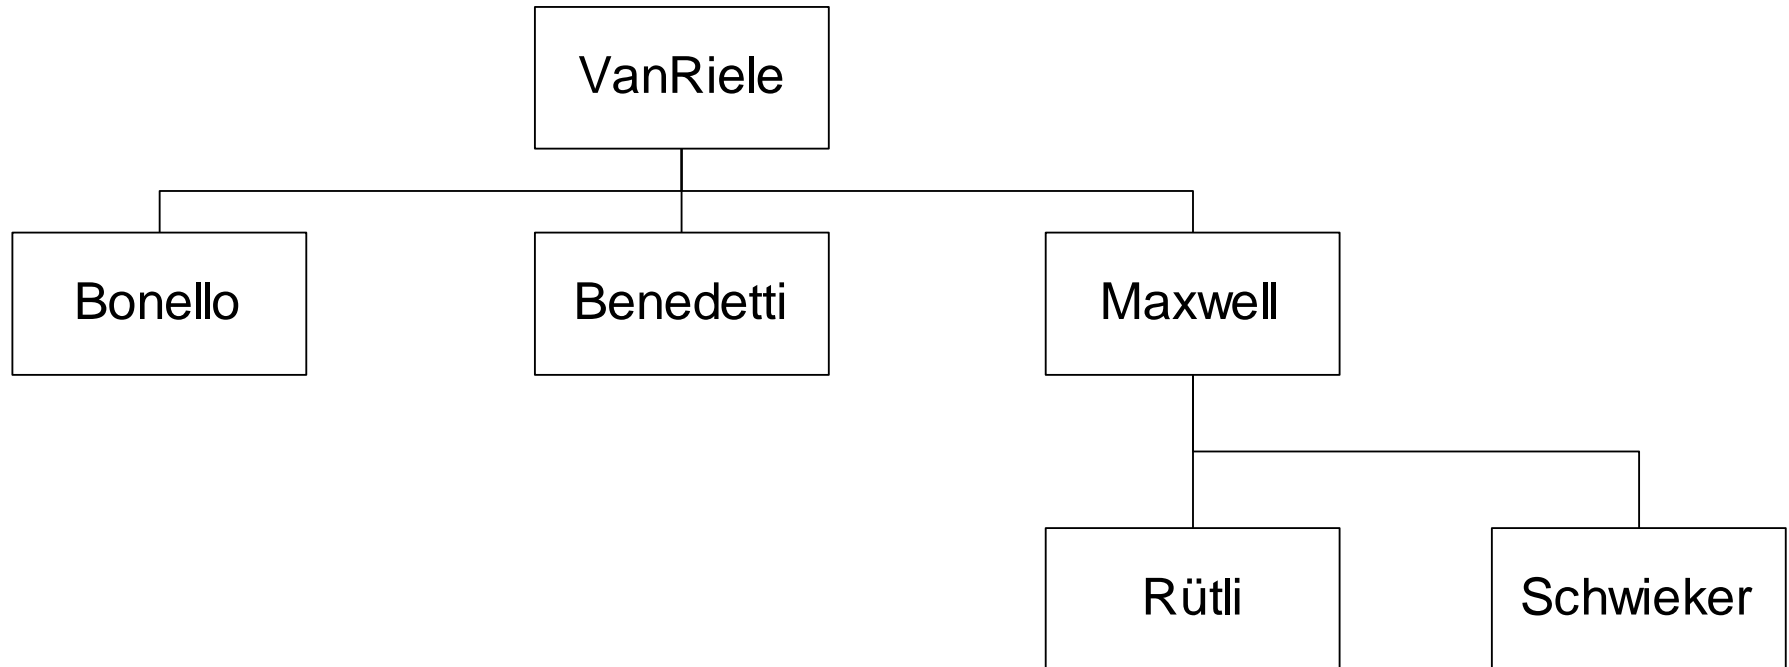 VanRiele
Bonello
Benedetti
Maxwell
Rütli
Schwieker